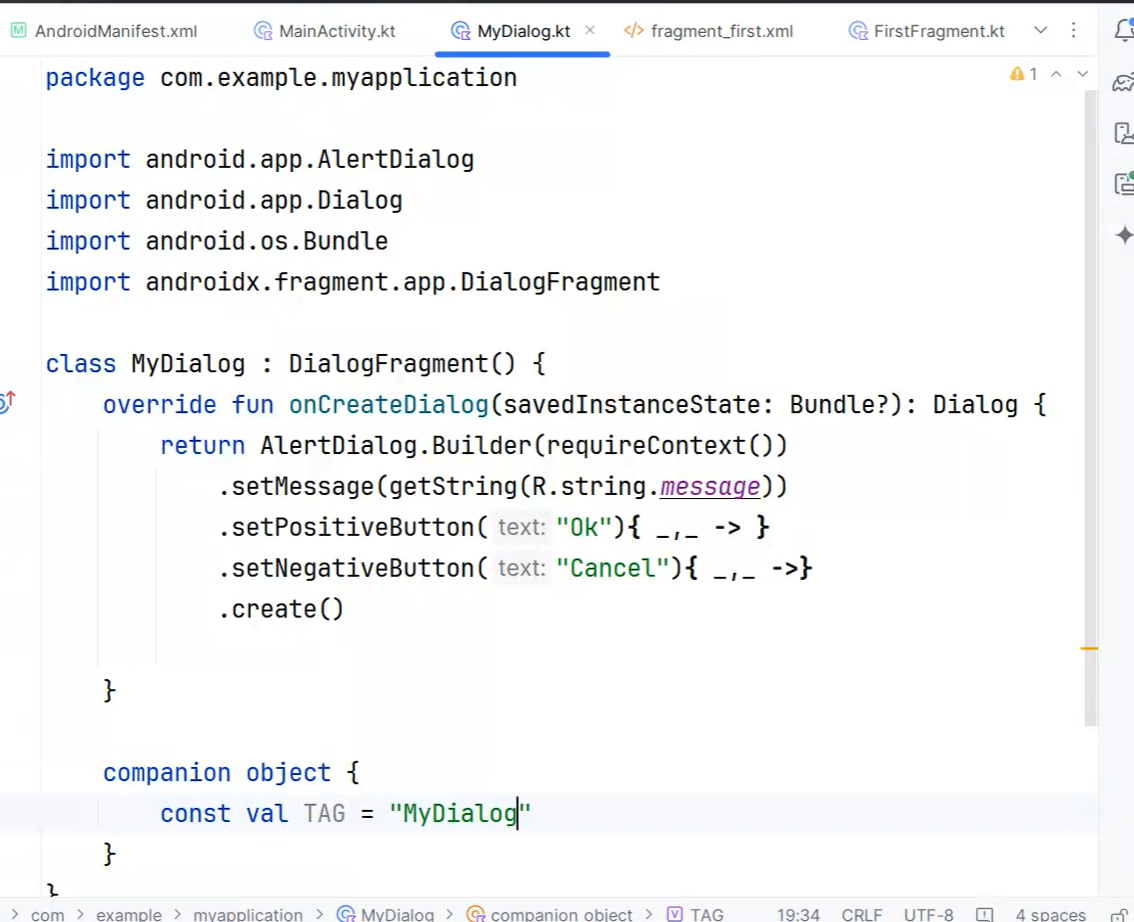 AndroidManifest.xml MainActivity.kt MyDialog.kt fragment_first.xml FirstFragment.kt
package com.example.myapplication 1
import android.app.AlertDialog
import android.app.Dialog
import android.os.Bundle
import androidx.fragment.app.DialogFragment
class MyDialog : DialogFragment() {
override fun onCreateDialog(savedInstanceState: Bundle?): Dialog {
return AlertDialog.Builder(requireContext())
.setMessage(getString(R.string.message))
.setPositiveButton( text: "Ok"){ _,_ -> }
.setNegativeButton( text: "Cancel"){ _,_ ->}
.create()
}
companion object {
const val TAG = "MyDialog"
}
}
> com > example > myapplication > MyDialog > companion object > TAG 19:34 CRLF UTF-8 4 spaces